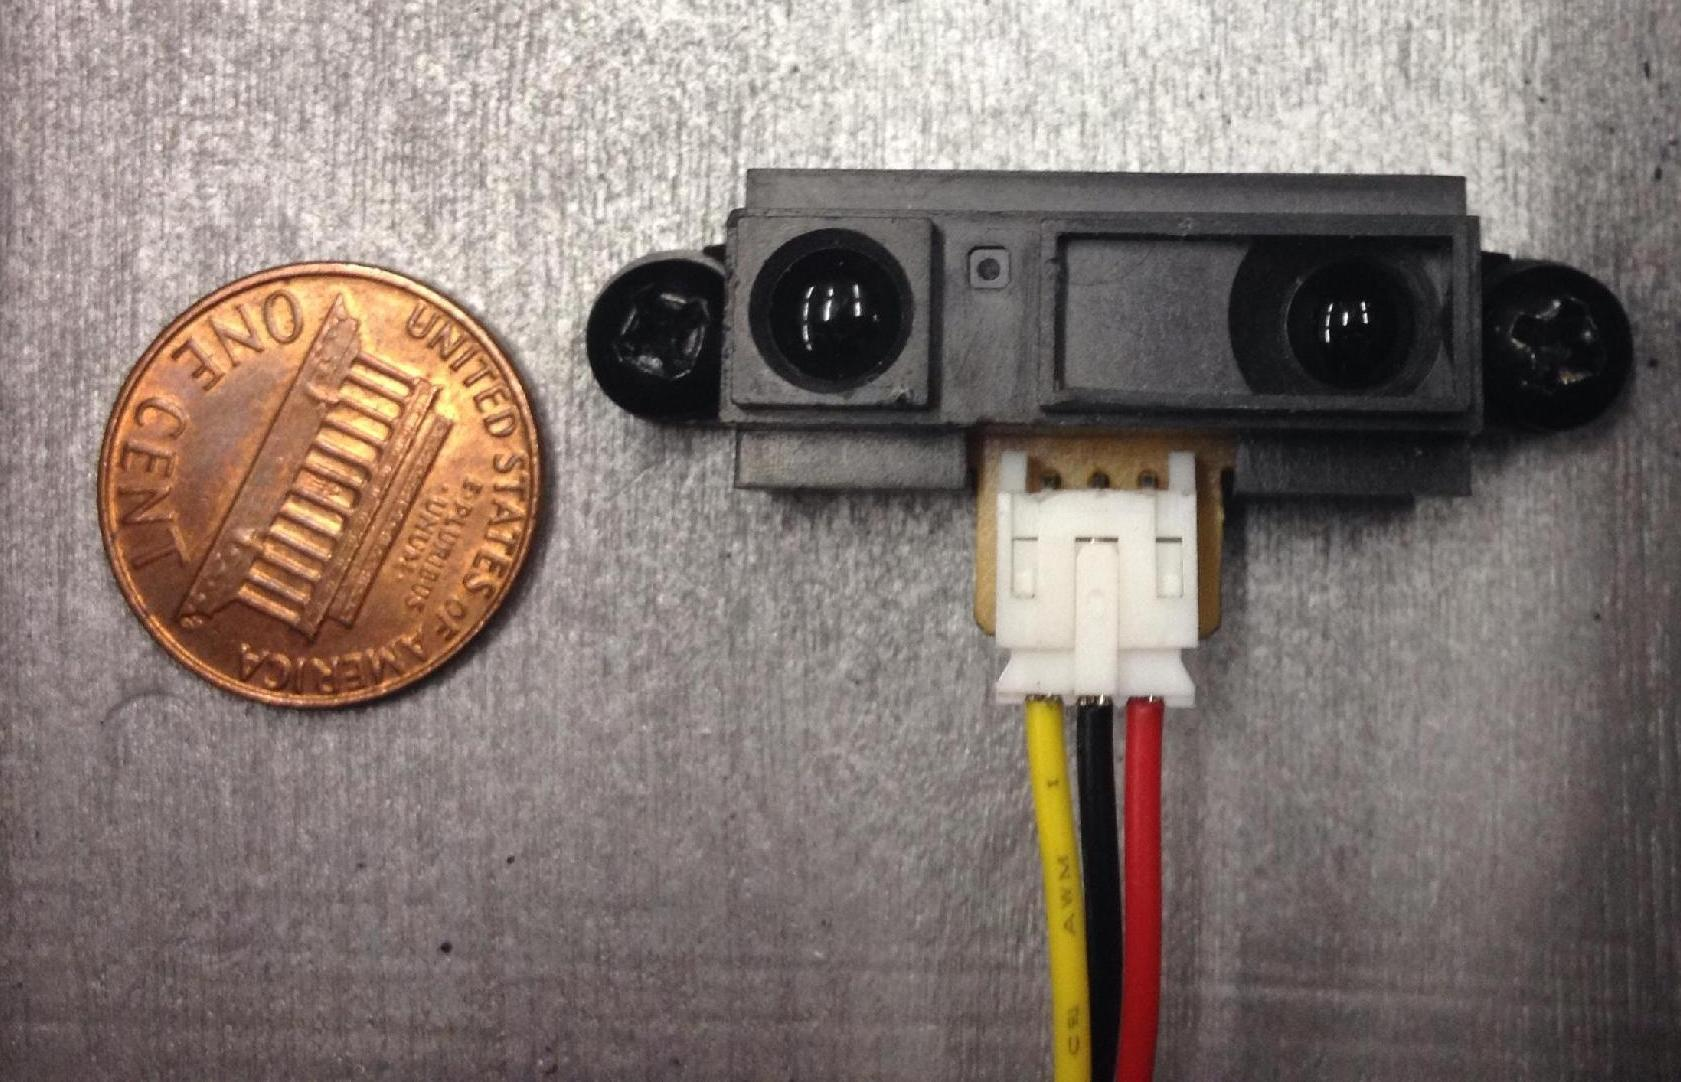 ONE CENT
UNITED STATES OF AMERICA
E·PLURIBUS
·UNUM·
I
AWM